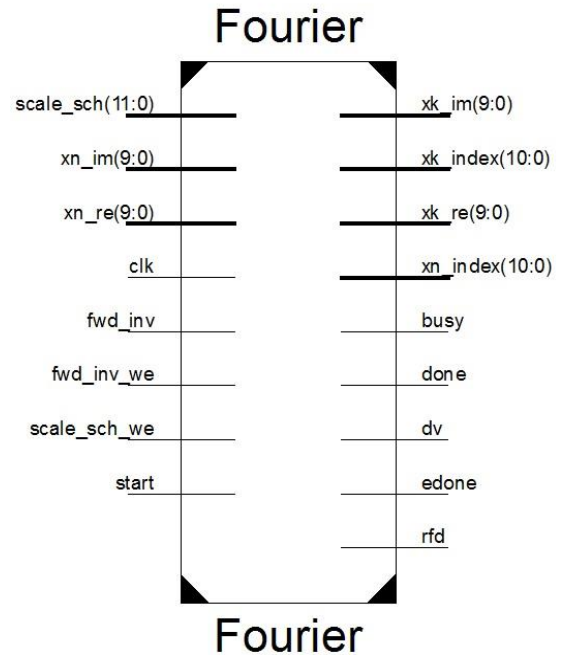 Fourier
scale_sch(11:0)
xn_im(9:0)
xn_re(9:0)
clk
fwd_inv
fwd_inv_we
scale_sch_we
start
xk_im(9:0)
xk_index(10:0)
xk_re(9:0)
xn_index(10:0)
busy
done
dv
edone
rfd
Fourier